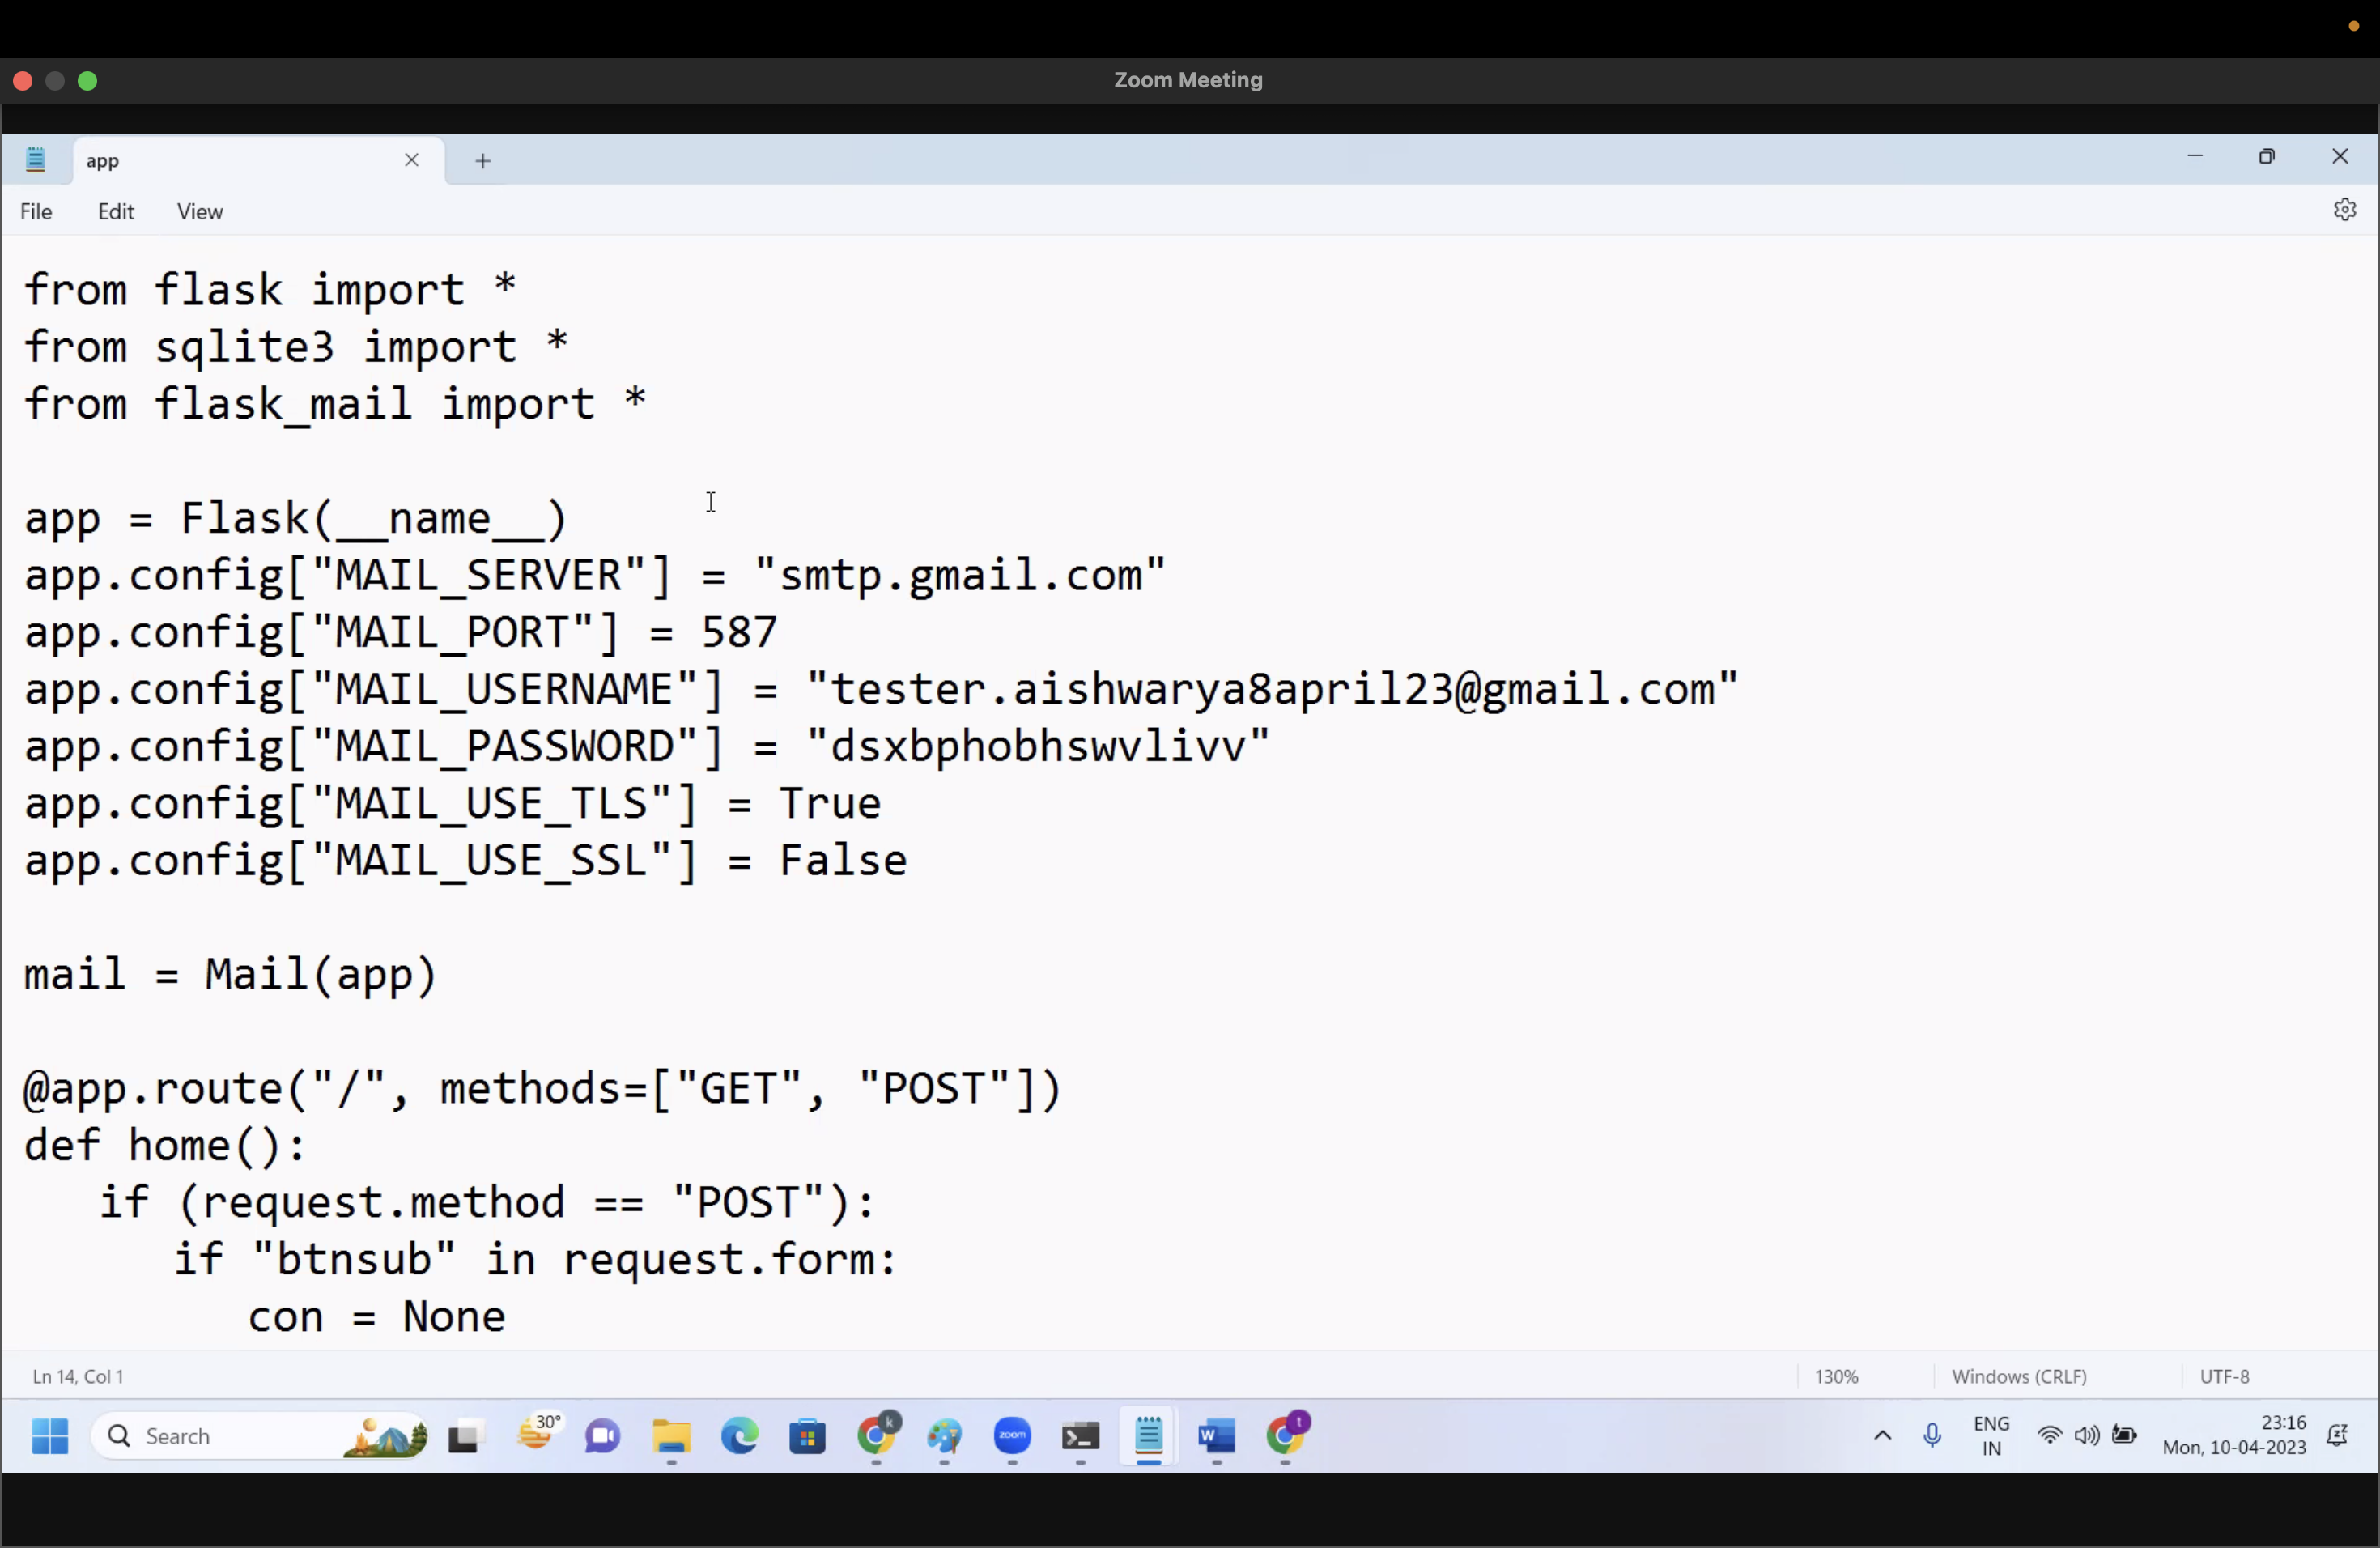 Zoom Meeting
app
File Edit View
from flask import *
from sqlite3 import *
from flask_mail import *
app = Flask(__name__)
app.config["MAIL_SERVER"] = "smtp.gmail.com"
app.config["MAIL_PORT"] = 587
app.config["MAIL_USERNAME"] = "tester.aishwarya8april23@gmail.com"
app.config["MAIL_PASSWORD"] = "dsxbphobhswvlivv"
app.config["MAIL_USE_TLS"] = True
app.config["MAIL_USE_SSL"] = False
mail = Mail(app)
@app.route("/", methods=["GET", "POST"])
def home():
   if (request.method == "POST"):
      if "btnsub" in request.form:
         con = None
Ln 14, Col 1 130% Windows (CRLF) UTF-8
Search 30° k zoom W t ENG 23:16
IN Mon, 10-04-2023